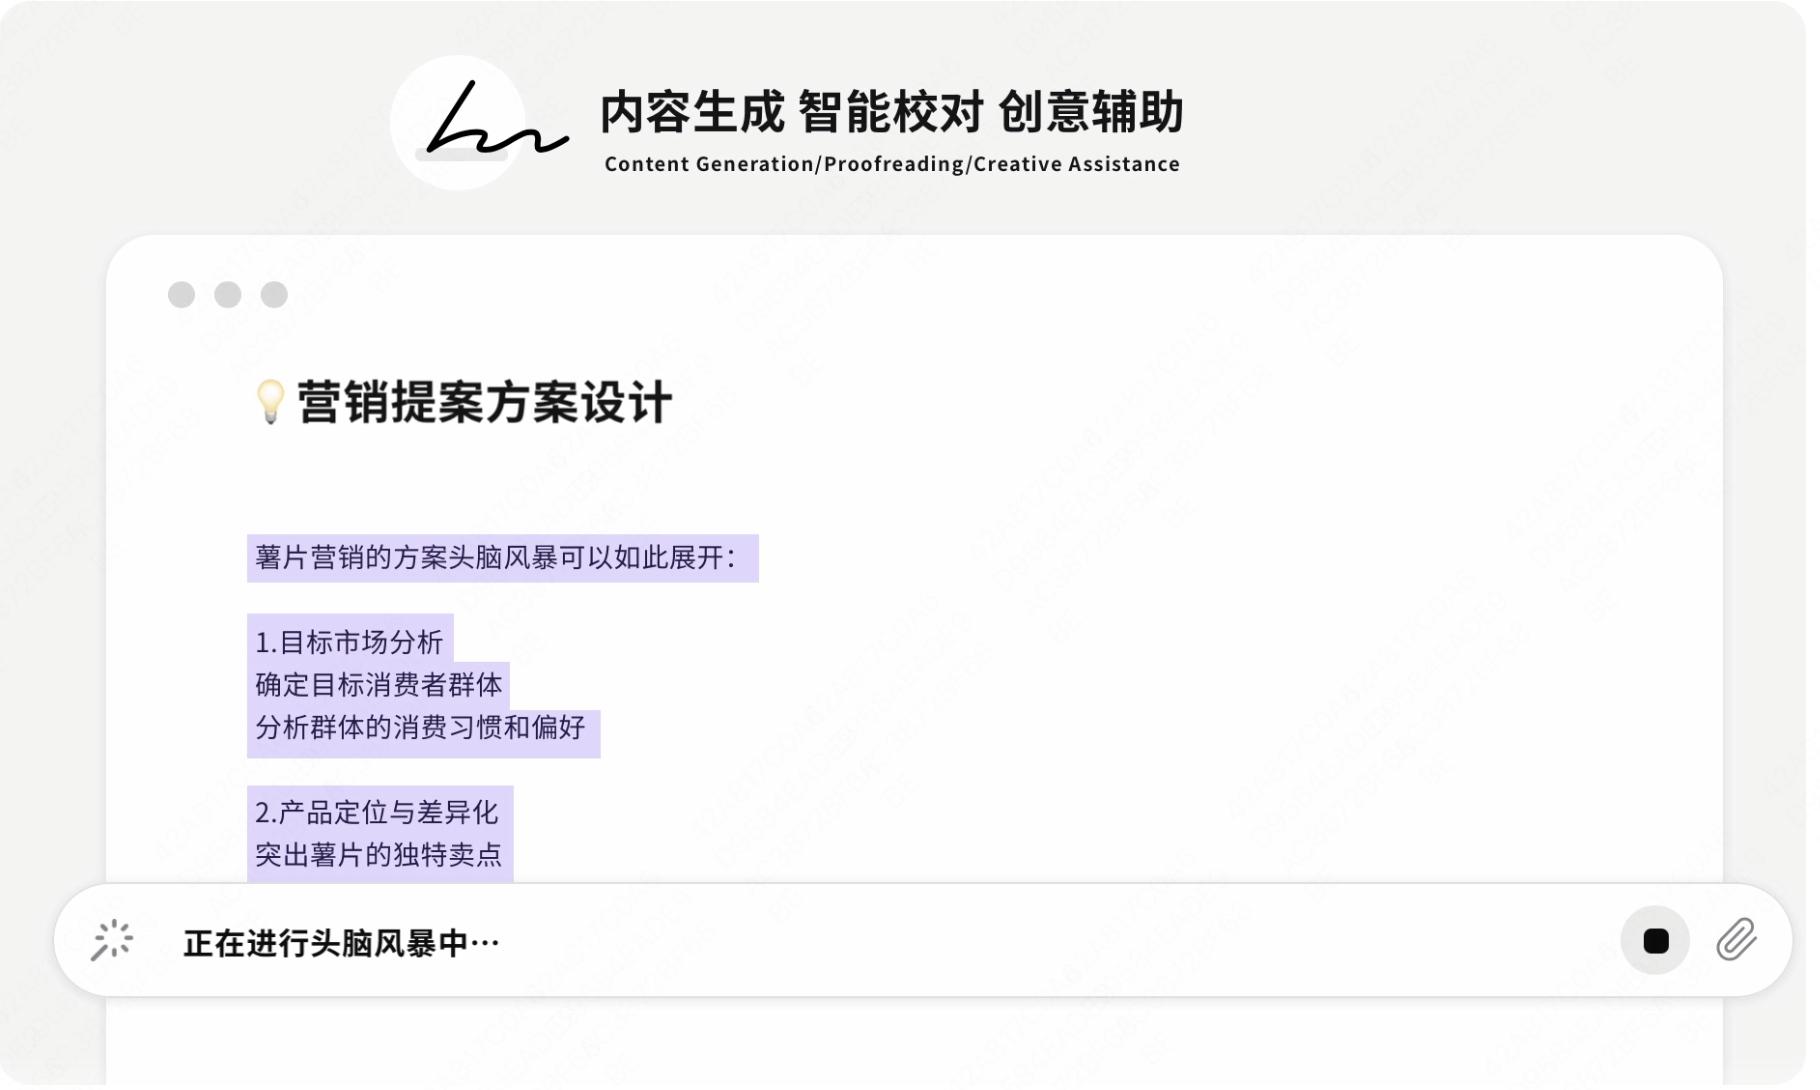 内容生成 智能校对 创意辅助
Content Generation/Proofreading/Creative Assistance
💡营销提案方案设计
薯片营销的方案头脑风暴可以如此展开：
1.目标市场分析
确定目标消费者群体
分析群体的消费习惯和偏好
2.产品定位与差异化
突出薯片的独特卖点
正在进行头脑风暴中…